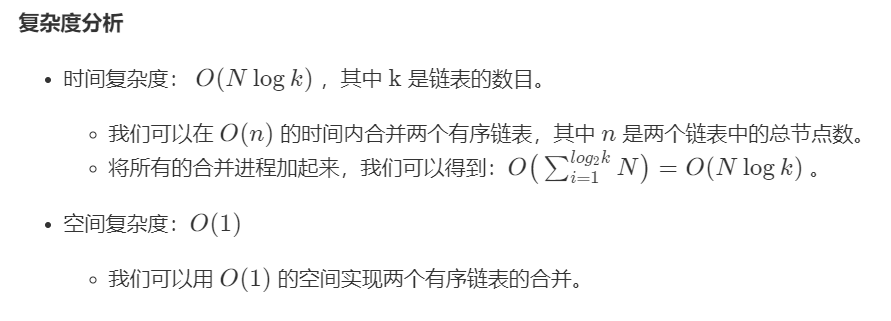 复杂度分析
• 时间复杂度： O(N log k) ，其中 k 是链表的数目。
◦ 我们可以在 O(n) 的时间内合并两个有序链表，其中 n 是两个链表中的总节点数。
◦ 将所有的合并进程加起来，我们可以得到：O(∑_{i=1}^{log_2 k} N) = O(N log k) 。
• 空间复杂度：O(1)
◦ 我们可以用 O(1) 的空间实现两个有序链表的合并。